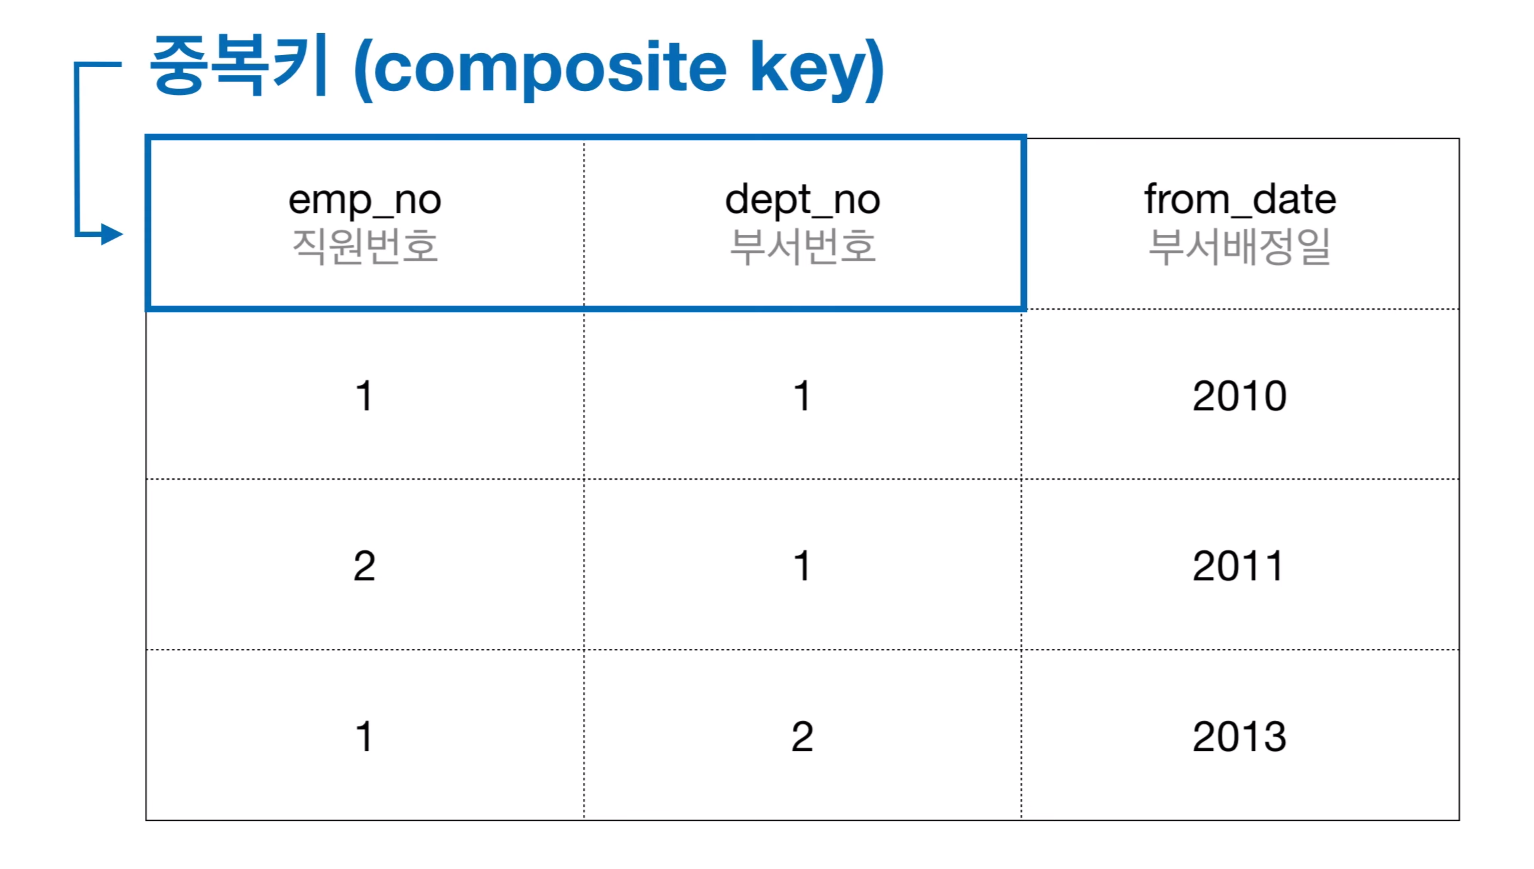 중복키 (composite key)
emp_no dept_no from_date
직원번호 부서번호 부서배정일
1 1 2010
2 1 2011
1 2 2013